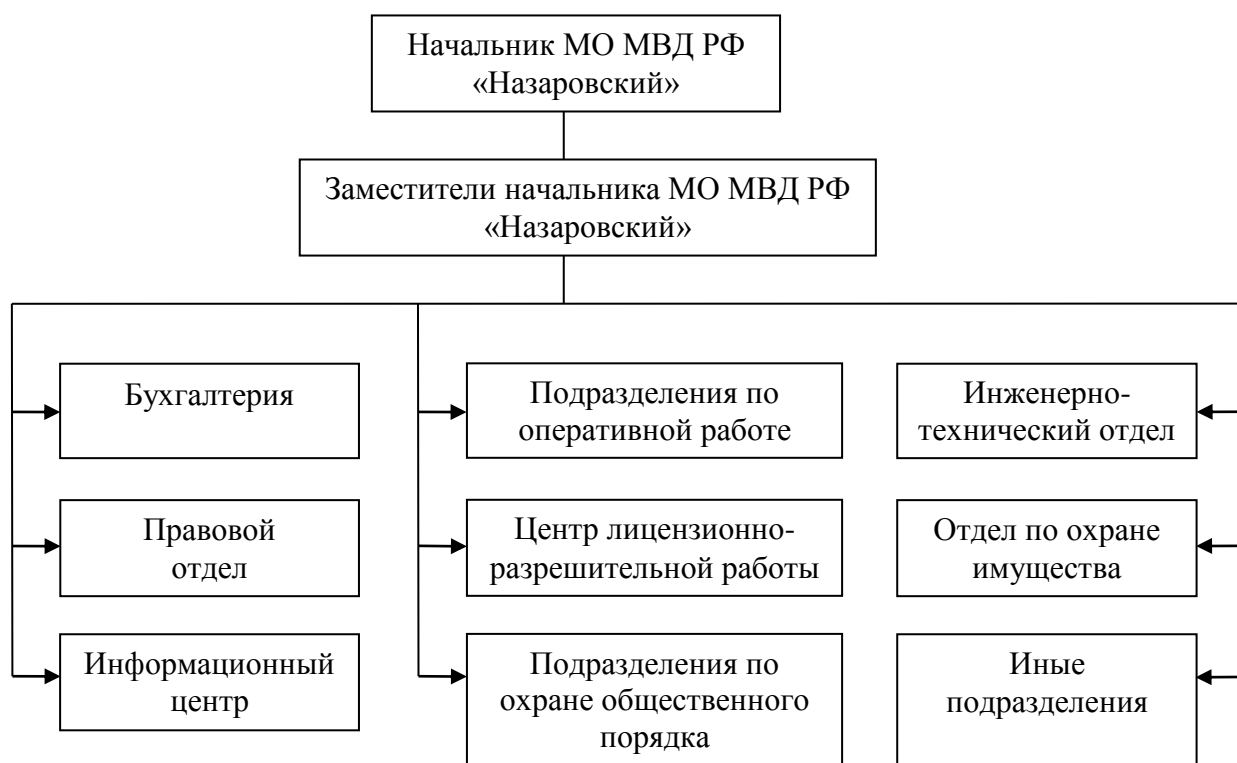 Начальник МО МВД РФ
«Назаровский»
Заместители начальника МО МВД РФ
«Назаровский»
Бухгалтерия
Подразделения по
оперативной работе
Инженерно-
технический отдел
Правовой
отдел
Центр лицензионно-
разрешительной работы
Отдел по охране
имущества
Информационный
центр
Подразделения по
охране общественного
порядка
Иные
подразделения